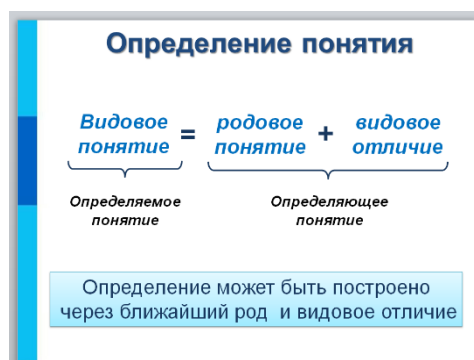 Определение понятия
Видовое понятие = родовое понятие + видовое отличие
Определяемое понятие
Определяющее понятие
Определение может быть построено
через ближайший род и видовое отличие